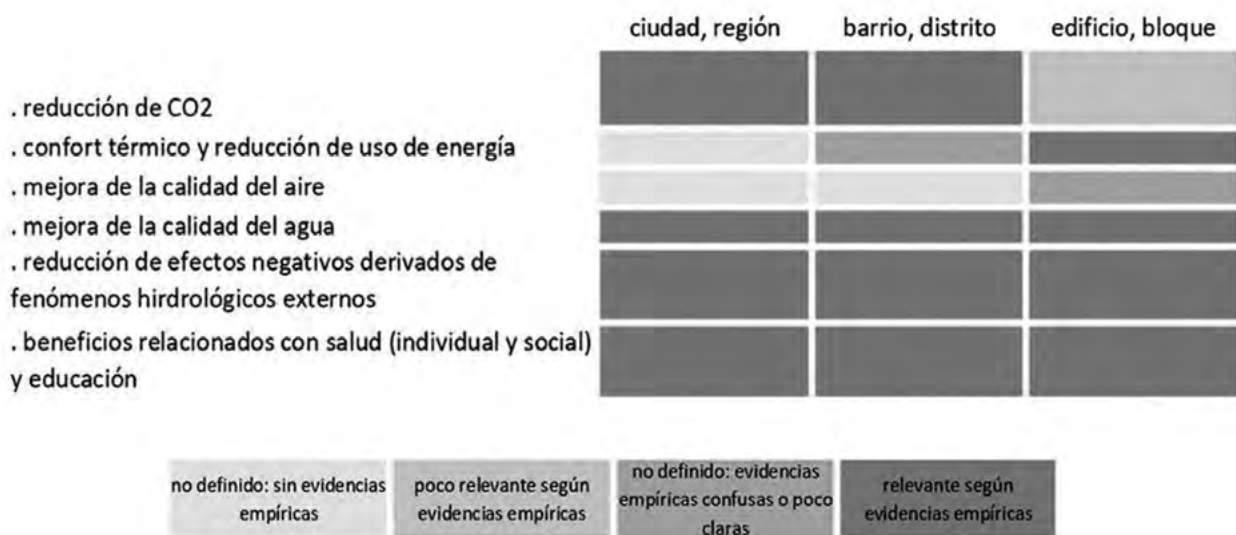 ciudad, región
barrio, distrito
edificio, bloque
. reducción de CO2
. confort térmico y reducción de uso de energía
. mejora de la calidad del aire
. mejora de la calidad del agua
. reducción de efectos negativos derivados de
fenómenos hirdrológicos externos
. beneficios relacionados con salud (individual y social)
y educación
no definido: sin evidencias
empíricas
poco relevante según
evidencias empíricas
no definido: evidencias
empíricas confusas o poco
claras
relevante según
evidencias empíricas